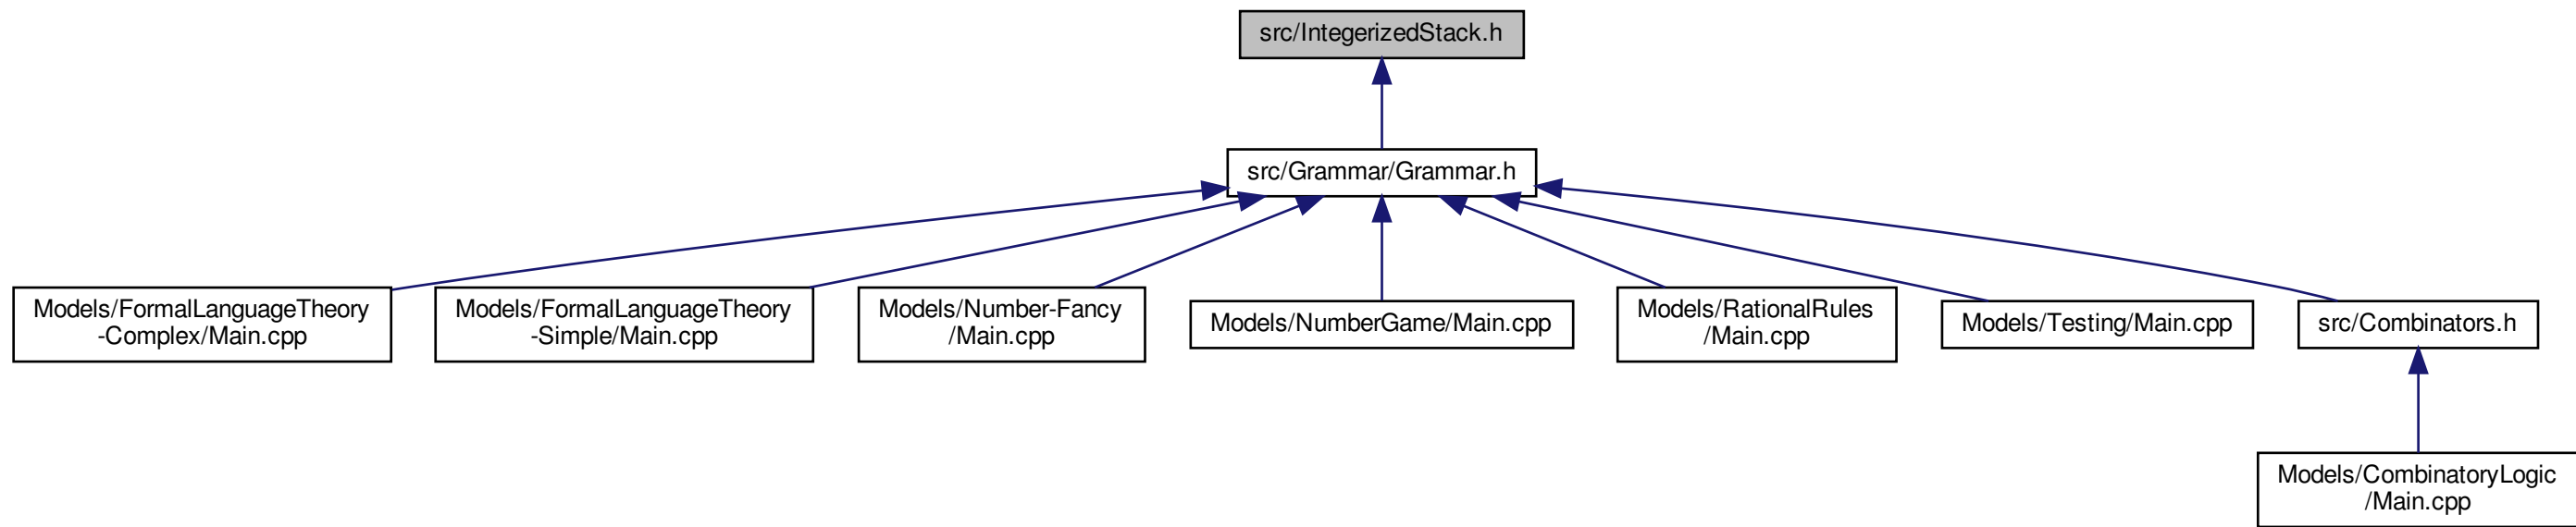 src/IntegerizedStack.h
src/Grammar/Grammar.h
Models/FormalLanguageTheory
-Complex/Main.cpp
Models/FormalLanguageTheory
-Simple/Main.cpp
Models/Number-Fancy
/Main.cpp
Models/NumberGame/Main.cpp
Models/RationalRules
/Main.cpp
Models/Testing/Main.cpp
src/Combinators.h
Models/CombinatoryLogic
/Main.cpp